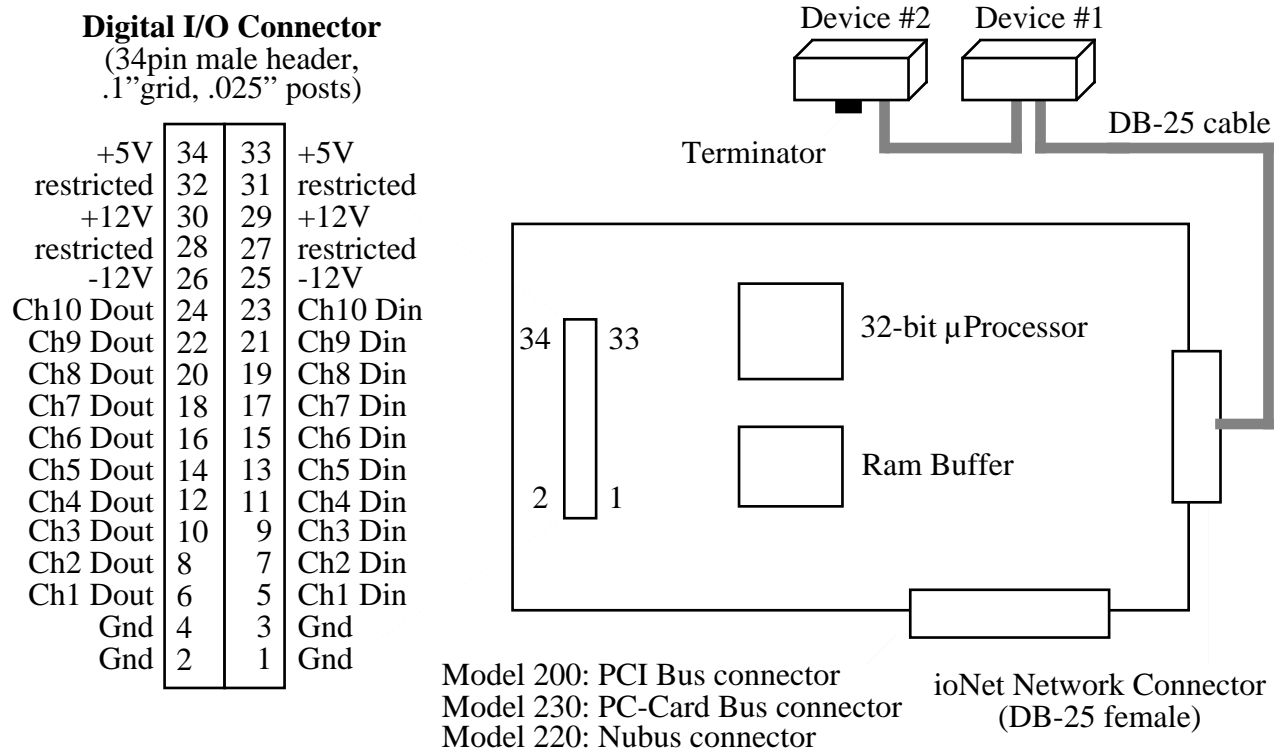 Digital I/O Connector
(34pin male header,
.1”grid, .025” posts)
+5V 34 33 +5V
restricted 32 31 restricted
+12V 30 29 +12V
restricted 28 27 restricted
-12V 26 25 -12V
Ch10 Dout 24 23 Ch10 Din
Ch9 Dout 22 21 Ch9 Din
Ch8 Dout 20 19 Ch8 Din
Ch7 Dout 18 17 Ch7 Din
Ch6 Dout 16 15 Ch6 Din
Ch5 Dout 14 13 Ch5 Din
Ch4 Dout 12 11 Ch4 Din
Ch3 Dout 10 9 Ch3 Din
Ch2 Dout 8 7 Ch2 Din
Ch1 Dout 6 5 Ch1 Din
Gnd 4 3 Gnd
Gnd 2 1 Gnd
Device #2 Device #1
DB-25 cable
Terminator
34 33
32-bit µProcessor
Ram Buffer
2 1
Model 200: PCI Bus connector
Model 230: PC-Card Bus connector
Model 220: Nubus connector
ioNet Network Connector
(DB-25 female)